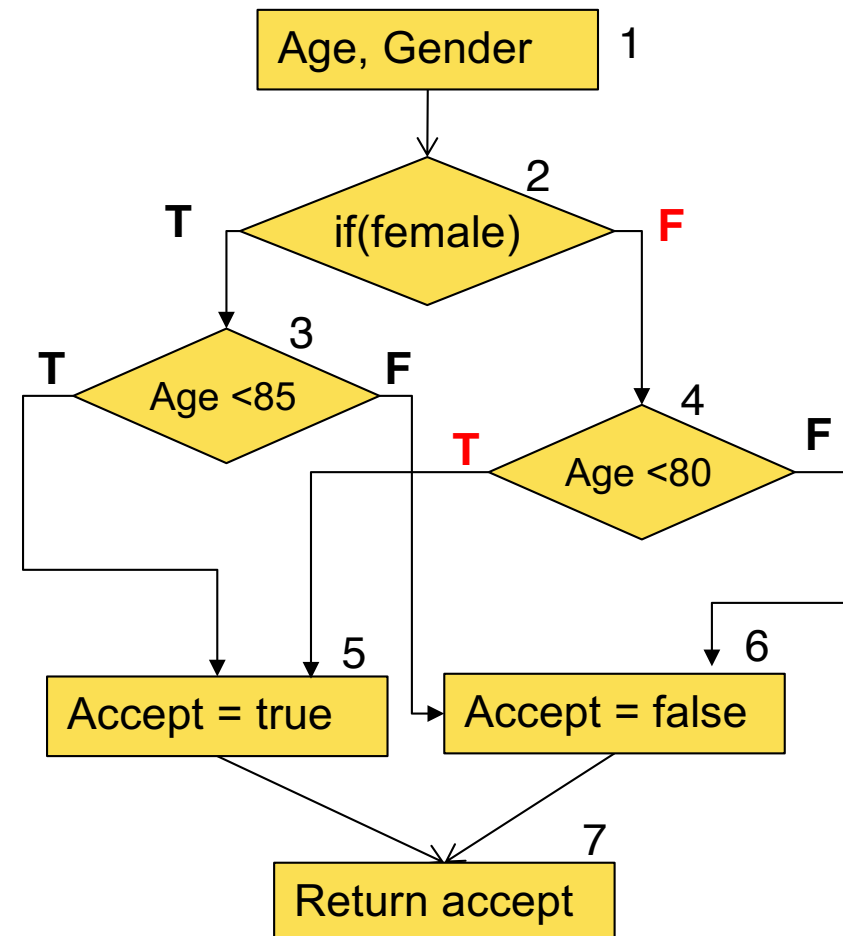 Age, Gender
1
2
T
if(female)
F
3
T
Age <85
F
4
T
Age <80
F
5
6
Accept = true
Accept = false
7
Return accept